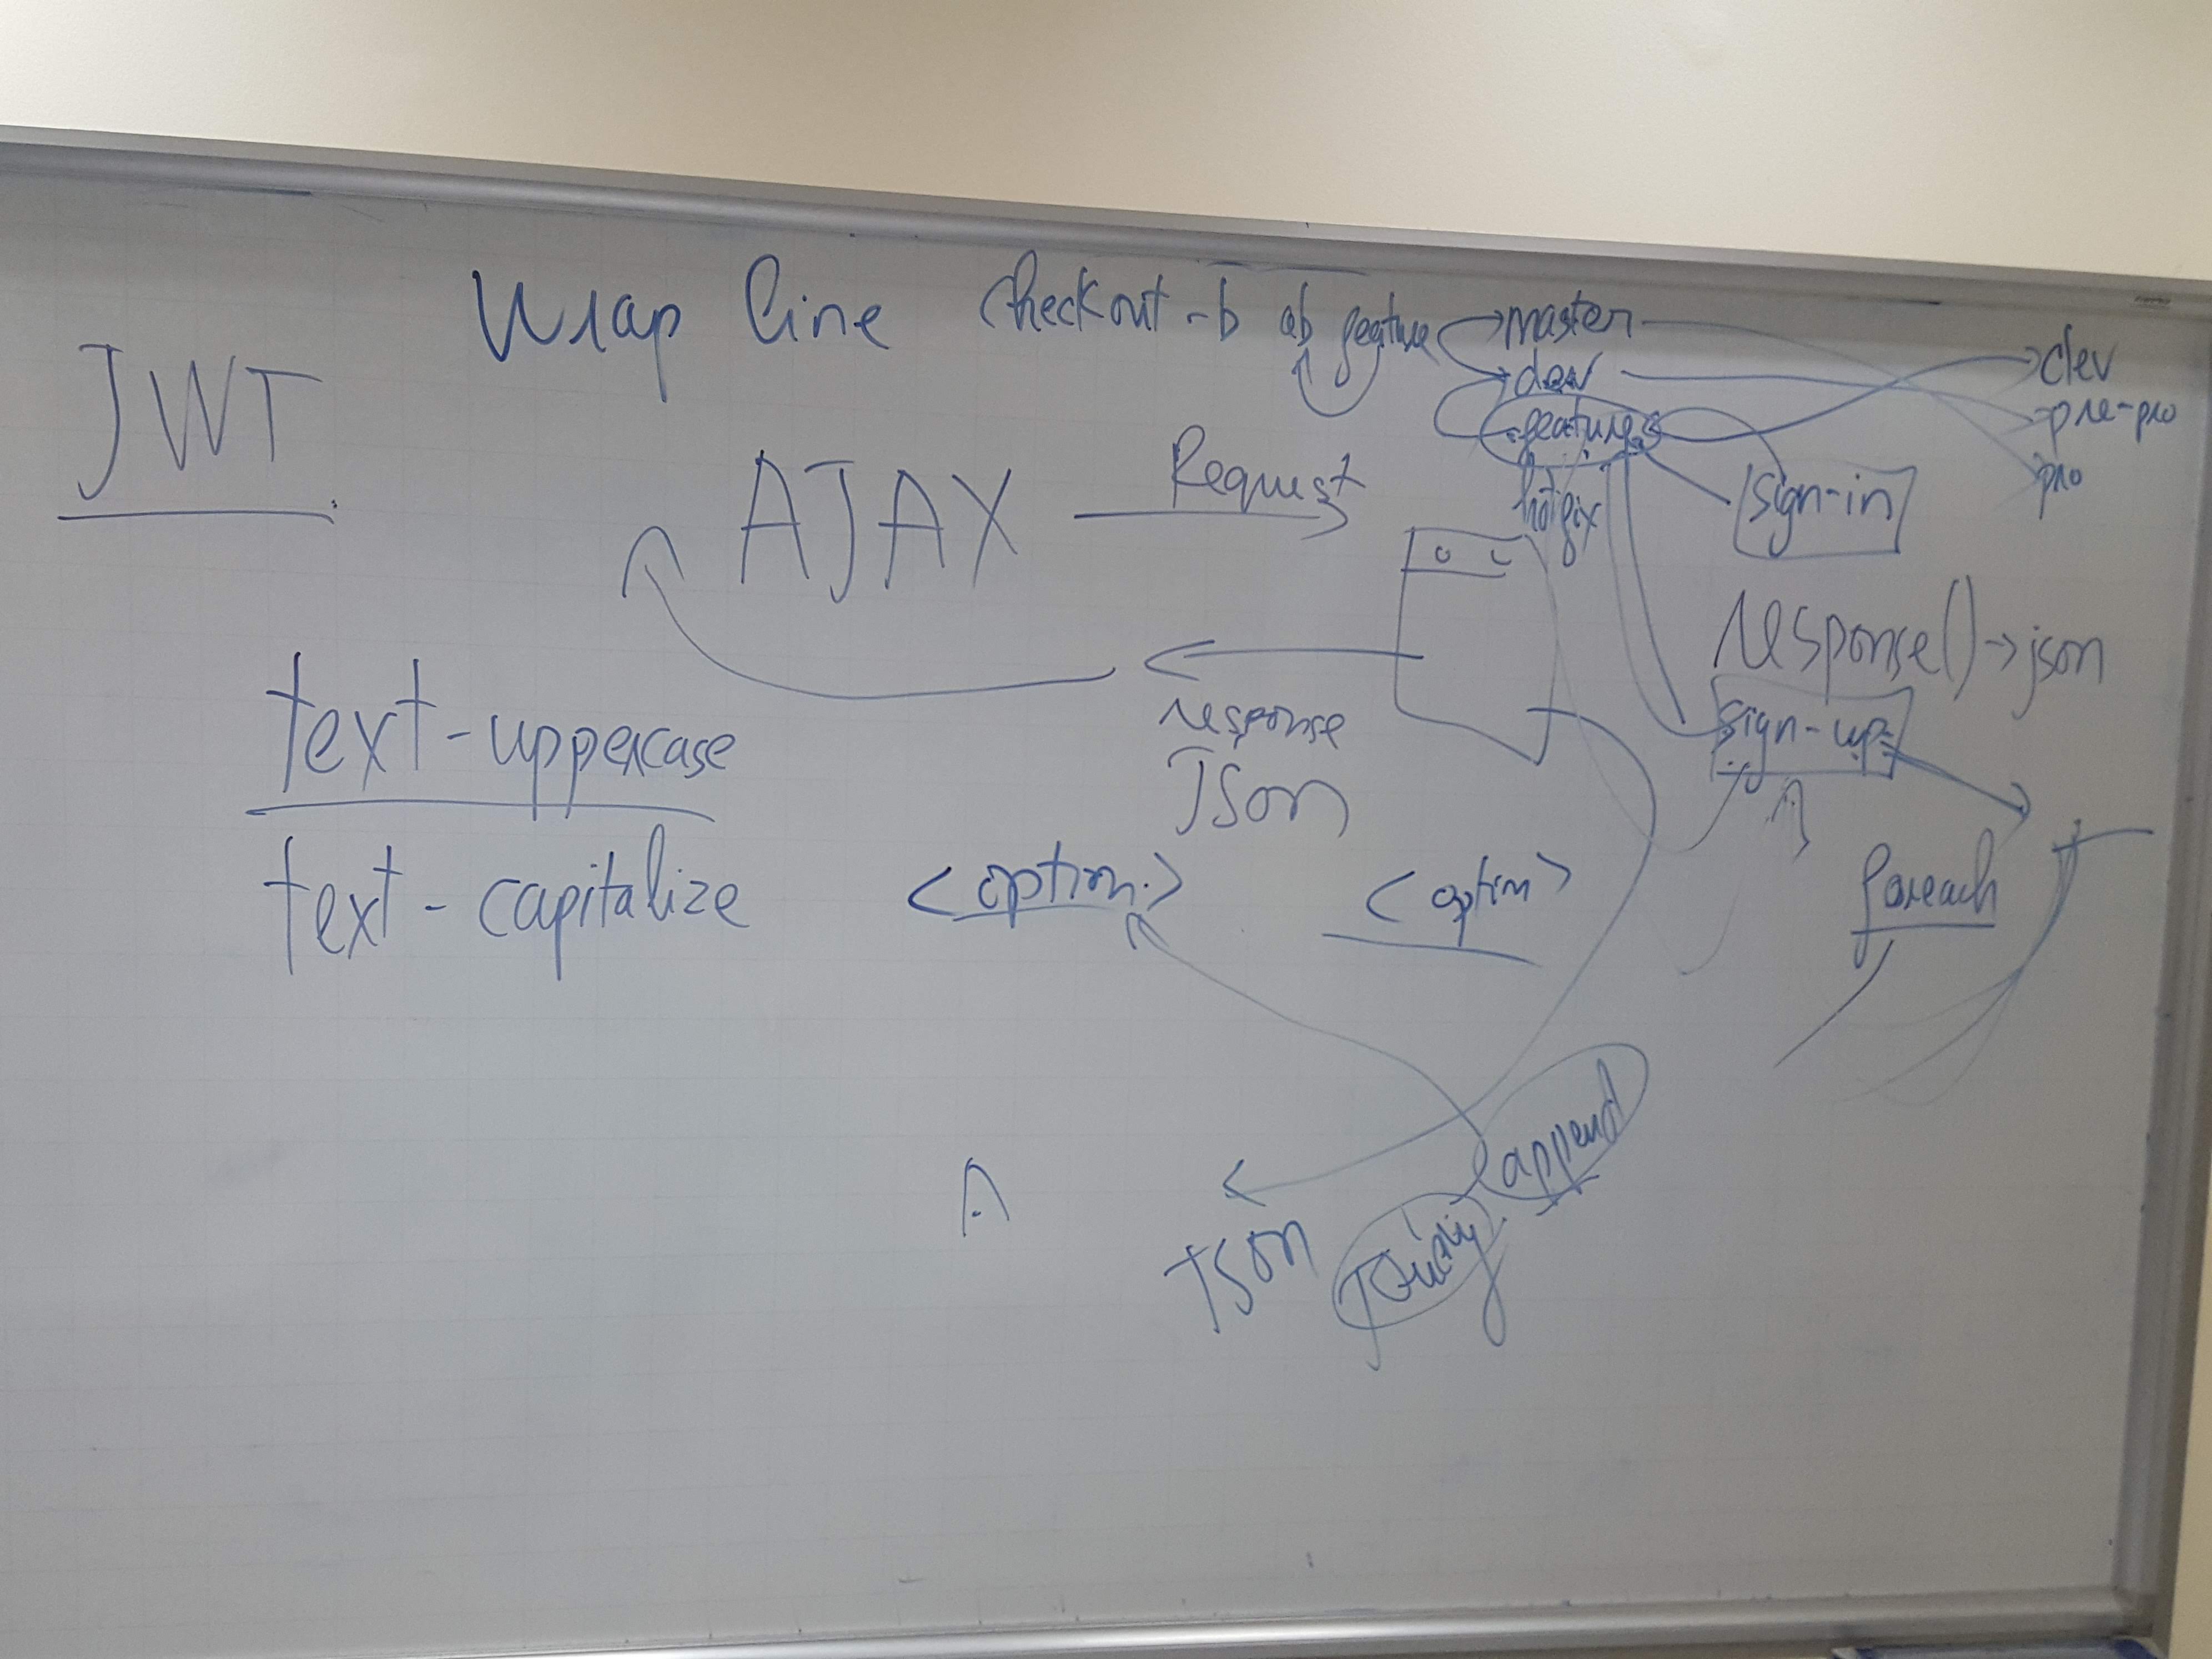 Wrap line
checkout -b ab feature
master
dev
features
hotfix
dev
pre-pro
pro
JWT
AJAX
Request
sign-in
response() → json
sign-up
response
JSon
text-uppercase
text-capitalize
<option>
<option>
foreach
append
A
JSon